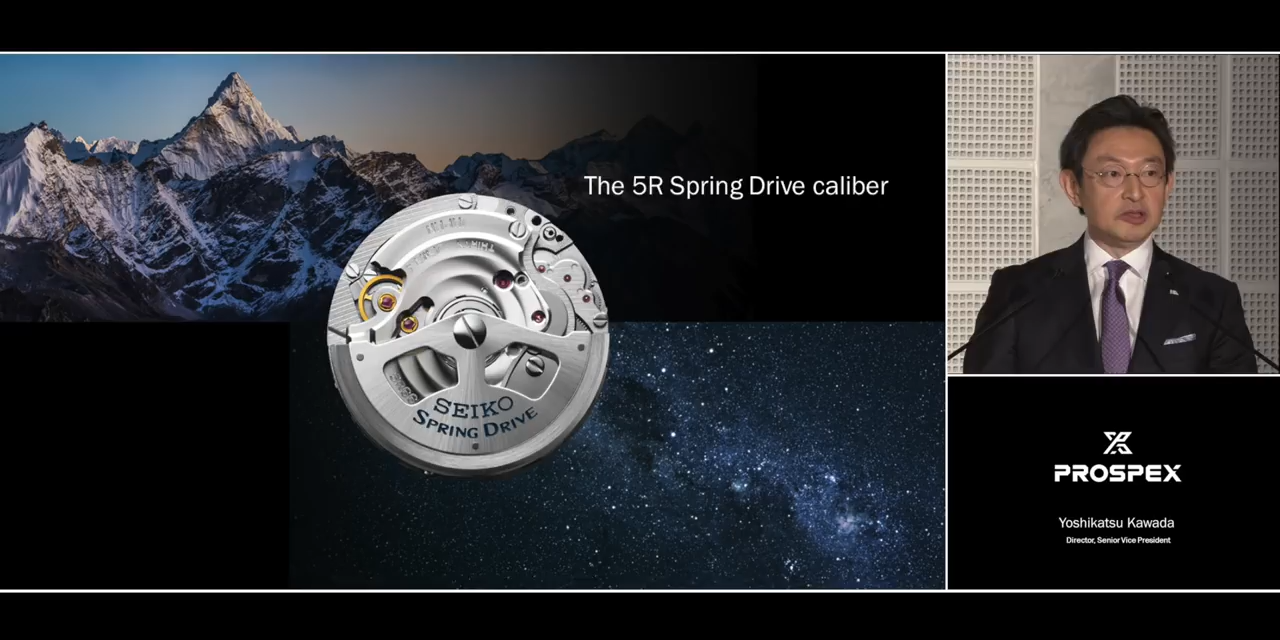 The 5R Spring Drive caliber
SEIKO
SPRING DRIVE
PROSPEX
Yoshikatsu Kawada
Director, Senior Vice President